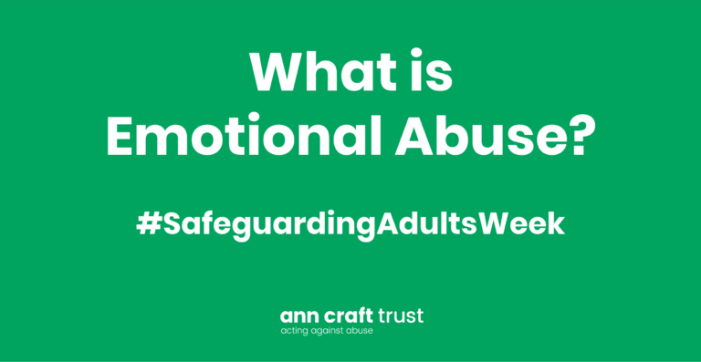 What is
Emotional Abuse?
#SafeguardingAdultsWeek
ann craft trust
acting against abuse